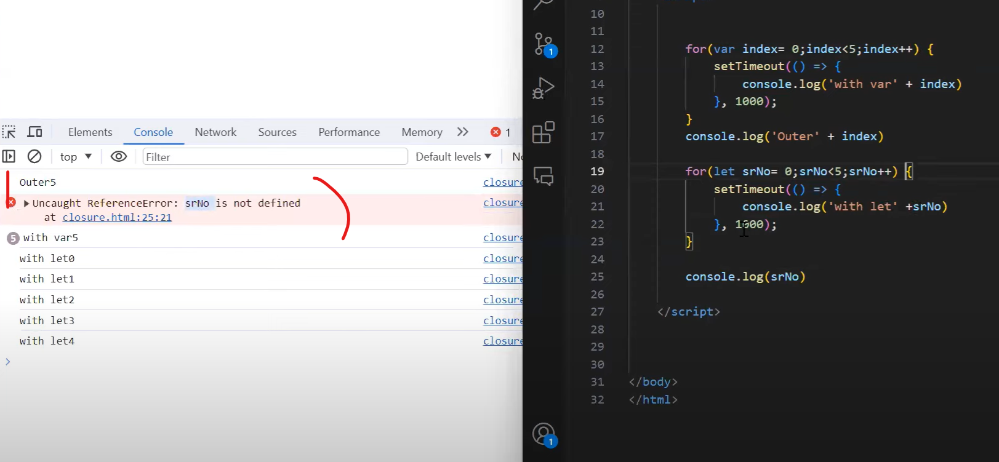 Elements Console Network Sources Performance Memory 1
top Filter Default levels
Outer5 closure
Uncaught ReferenceError: srNo is not defined closure
at closure.html:25:21
5 with var5 closure
with let0 closure
with let1 closure
with let2 closure
with let3 closure
with let4 closure
>
1
1
10
11
12 for(var index= 0;index<5;index++) {
13 setTimeout(() => {
14 console.log('with var' + index)
15 }, 1000);
16 }
17 console.log('Outer' + index)
18
19 for(let srNo= 0;srNo<5;srNo++) {
20 setTimeout(() => {
21 console.log('with let' +srNo)
22 }, 1000);
23 }
24
25 console.log(srNo)
26
27 </script>
28
29
30
31 </body>
32 </html>